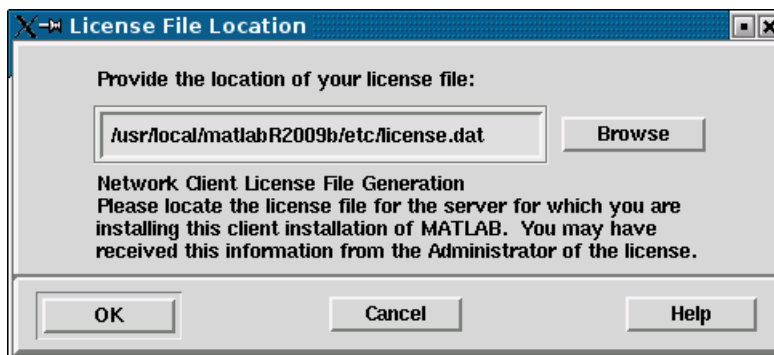 License File Location
Provide the location of your license file:
/usr/local/matlabR2009b/etc/license.dat
Browse
Network Client License File Generation
Please locate the license file for the server for which you are
installing this client installation of MATLAB. You may have
received this information from the Administrator of the license.
OK
Cancel
Help